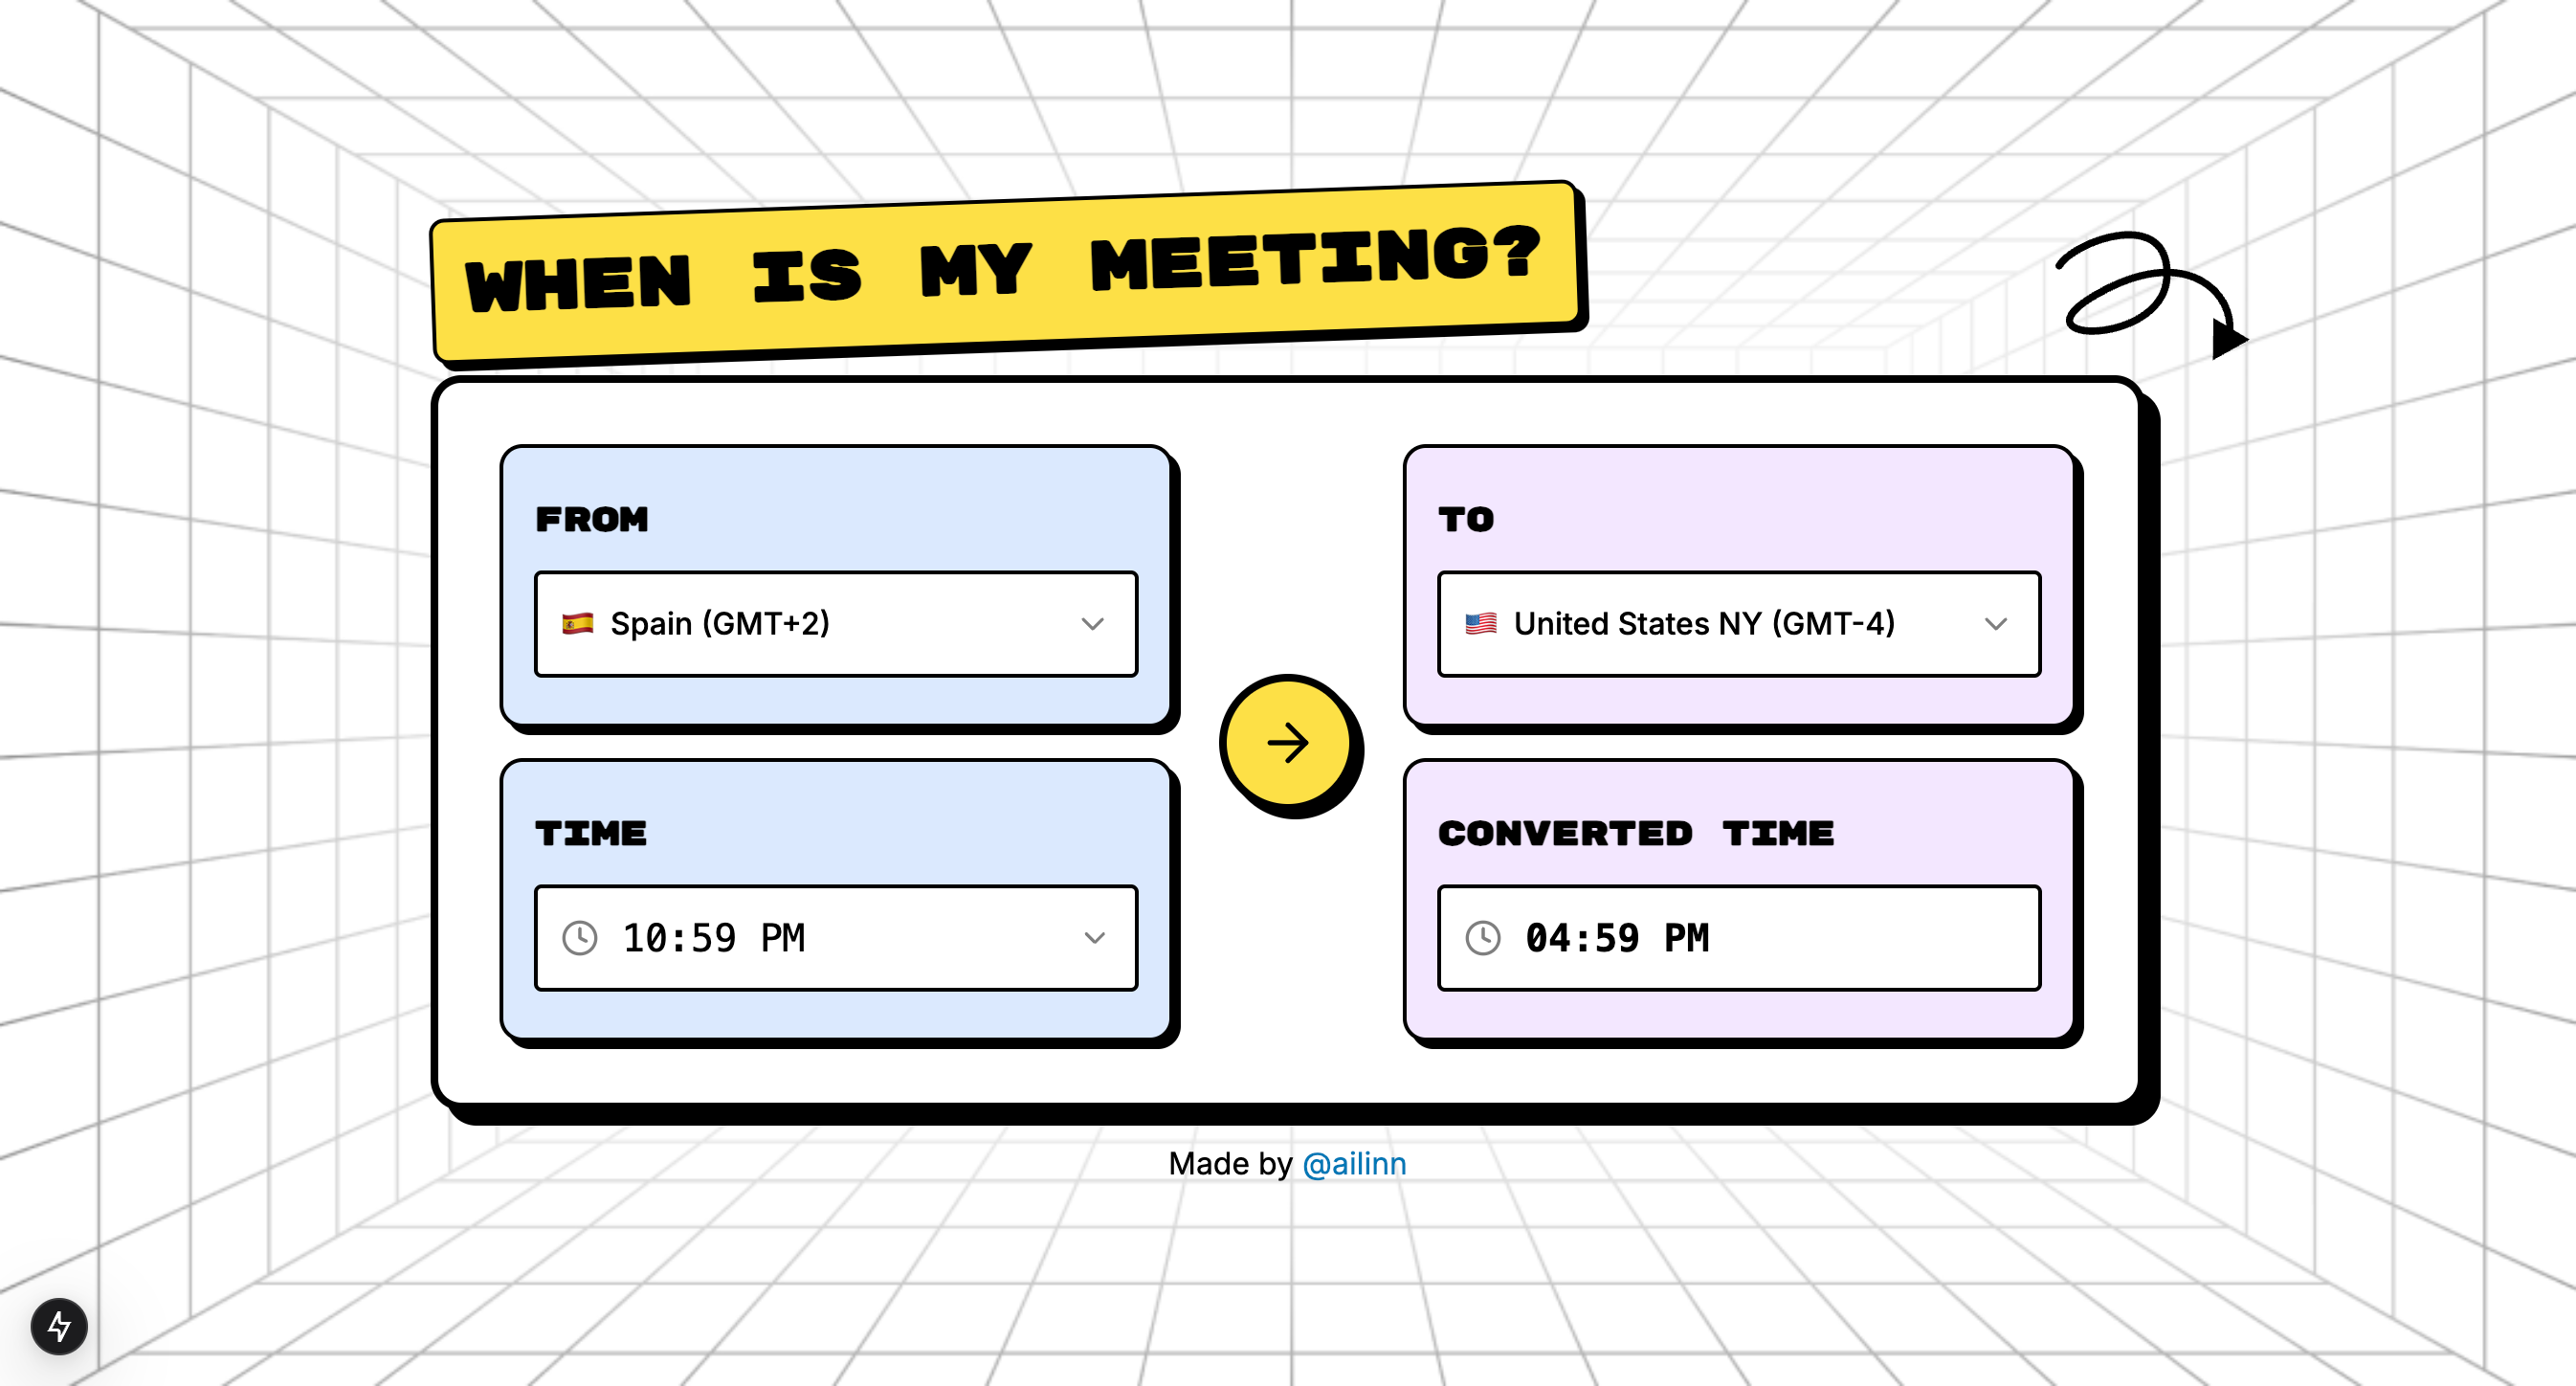 WHEN IS MY MEETING?
FROM
Spain (GMT+2)
TIME
10:59 PM
TO
United States NY (GMT-4)
CONVERTED TIME
04:59 PM
Made by @ailinn